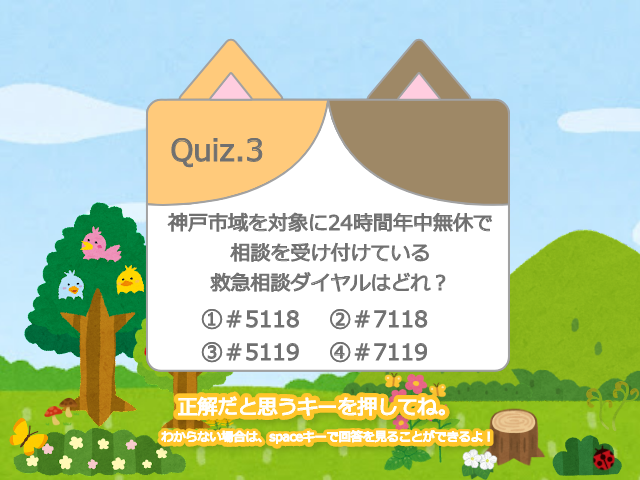 Quiz.3
神戸市域を対象に24時間年中無休で
相談を受け付けている
救急相談ダイヤルはどれ？
①＃5118 ②＃7118
③＃5119 ④＃7119
正解だと思うキーを押してね。
わからない場合は、spaceキーで回答を見ることができるよ！